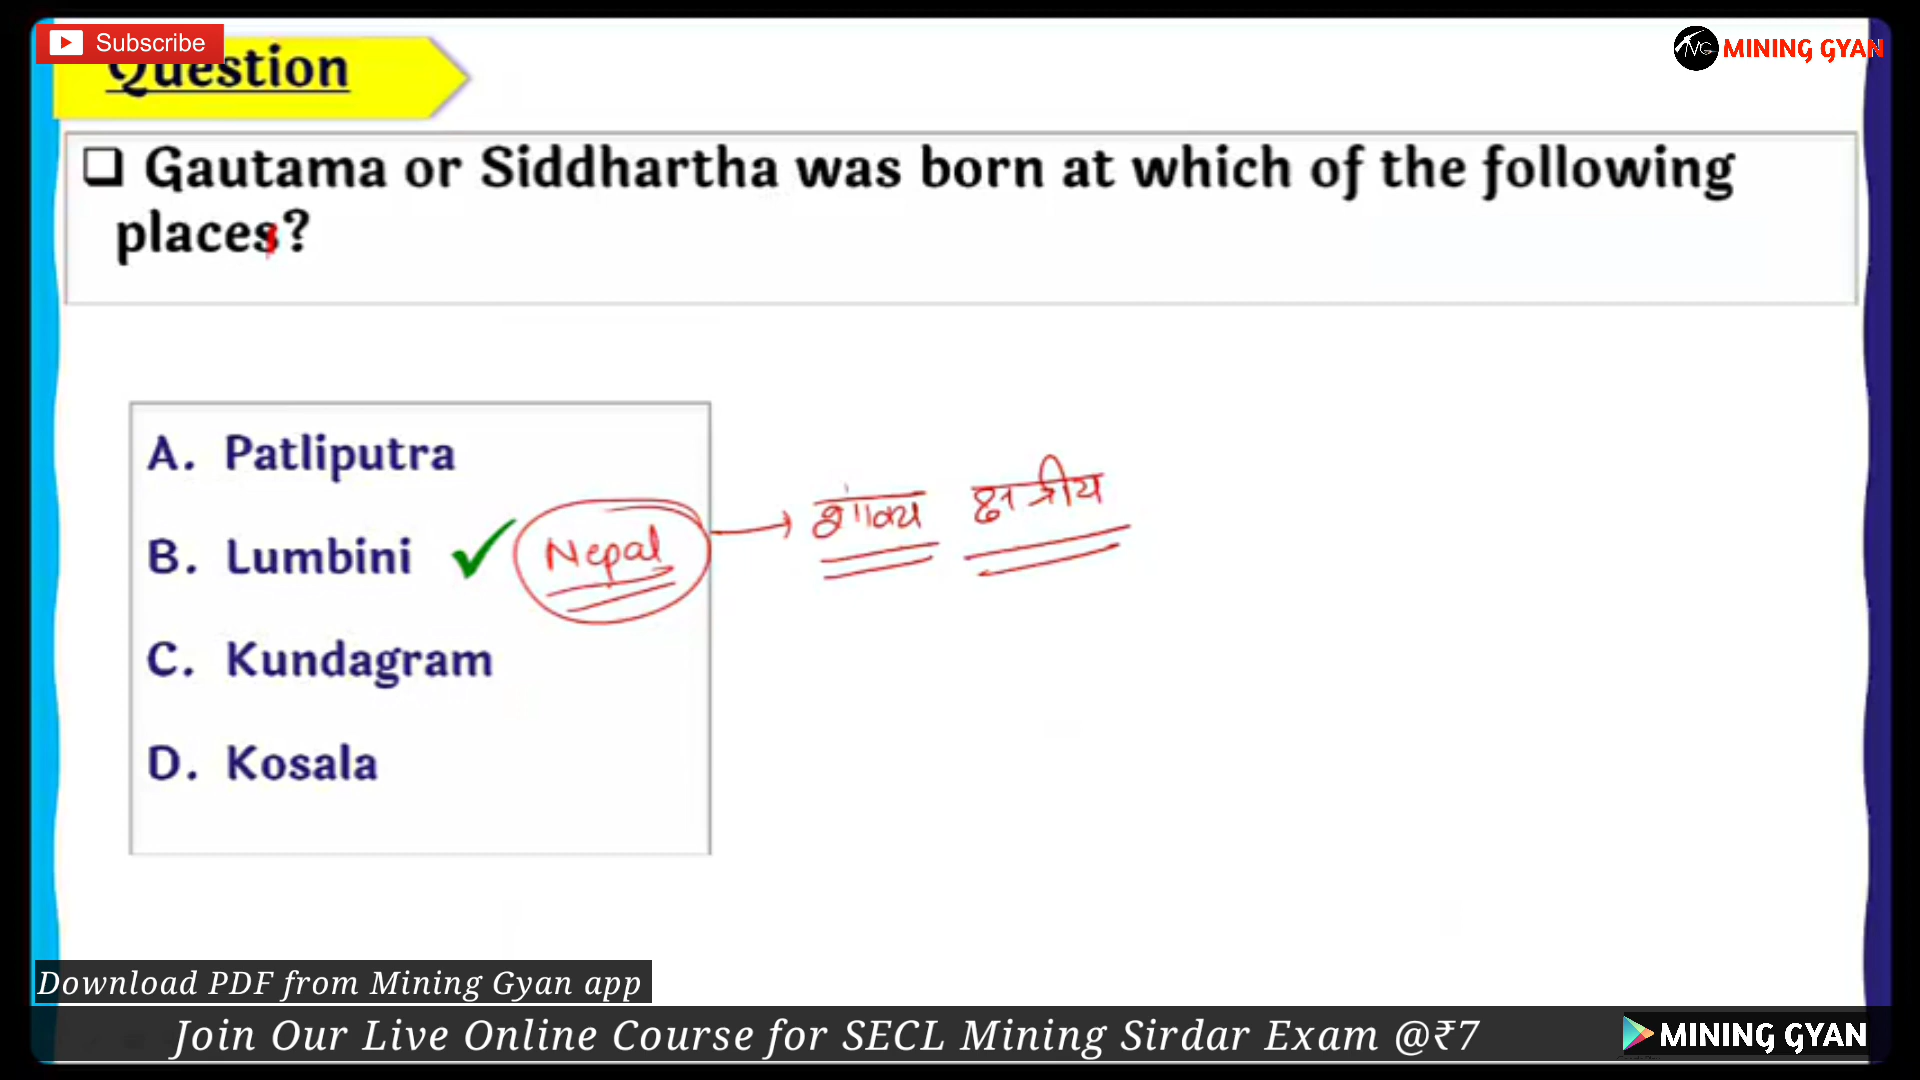 Subscribe
Question
MINING GYAN
❑ Gautama or Siddhartha was born at which of the following
places?
A. Patliputra
B. Lumbini ✓ Nepal → शाक्य क्षत्रीय
C. Kundagram
D. Kosala
Download PDF from Mining Gyan app
Join Our Live Online Course for SECL Mining Sirdar Exam @₹7
MINING GYAN